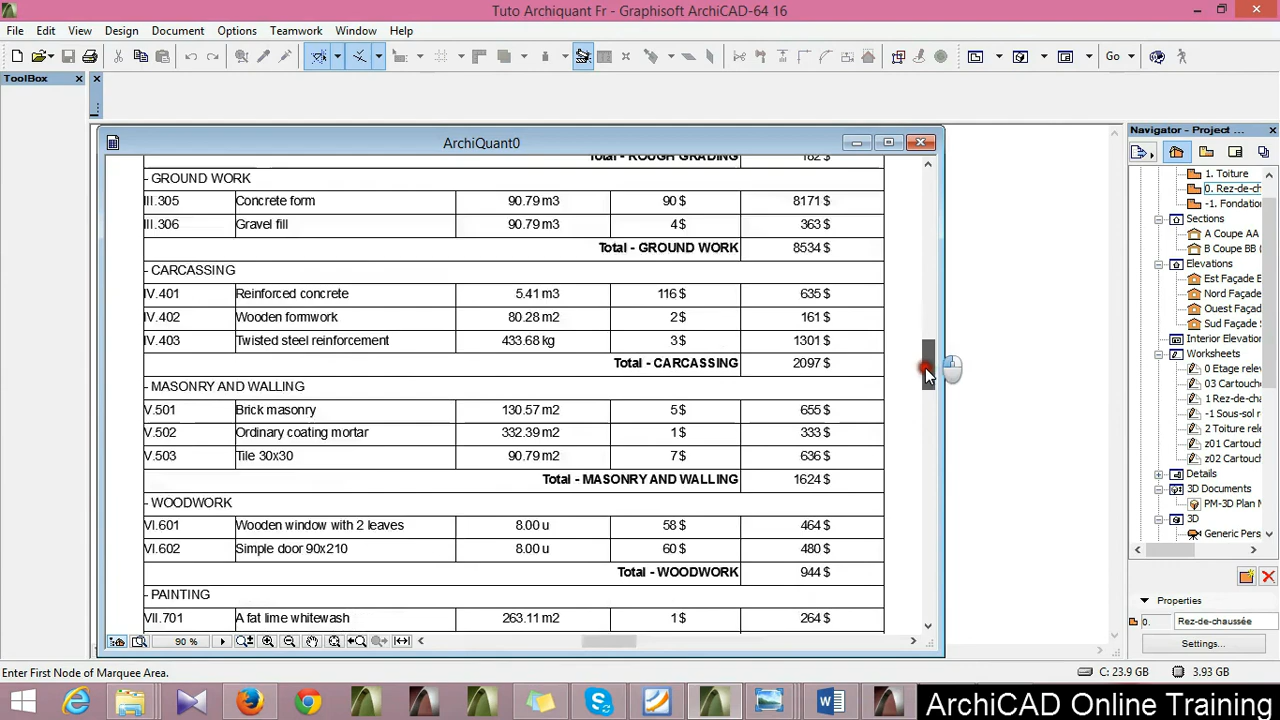 Tuto Archiquant Fr - Graphisoft ArchiCAD-64 16
File Edit View Design Document Options Teamwork Window Help
Go
ToolBox
ArchiQuant0
Total - ROUGH GRADING 182 $
- GROUND WORK
III.305 Concrete form 90.79 m3 90 $ 8171 $
III.306 Gravel fill 90.79 m3 4 $ 363 $
Total - GROUND WORK 8534 $
- CARCASSING
IV.401 Reinforced concrete 5.41 m3 116 $ 635 $
IV.402 Wooden formwork 80.28 m2 2 $ 161 $
IV.403 Twisted steel reinforcement 433.68 kg 3 $ 1301 $
Total - CARCASSING 2097 $
- MASONRY AND WALLING
V.501 Brick masonry 130.57 m2 5 $ 655 $
V.502 Ordinary coating mortar 332.39 m2 1 $ 333 $
V.503 Tile 30x30 90.79 m2 7 $ 636 $
Total - MASONRY AND WALLING 1624 $
- WOODWORK
VI.601 Wooden window with 2 leaves 8.00 u 58 $ 464 $
VI.602 Simple door 90x210 8.00 u 60 $ 480 $
Total - WOODWORK 944 $
- PAINTING
VII.701 A fat lime whitewash 263.11 m2 1 $ 264 $
90 %
Navigator - Project ...
1. Toiture
0. Rez-de-ch
-1. Fondatio
Sections
A Coupe AA
B Coupe BB (
Elevations
Est Façade
Nord Façade
Ouest Façade
Sud Façade
Interior Elevation
Worksheets
0 Etage relev
03 Cartouche
1 Rez-de-cha
-1 Sous-sol r
2 Toiture rele
z01 Cartouch
z02 Cartouch
Details
3D Documents
PM-3D Plan M
3D
Generic Pers
Properties
0. Rez-de-chaussée
Settings...
Enter First Node of Marquee Area.
C: 23.9 GB 3.93 GB
ArchiCAD Online Training